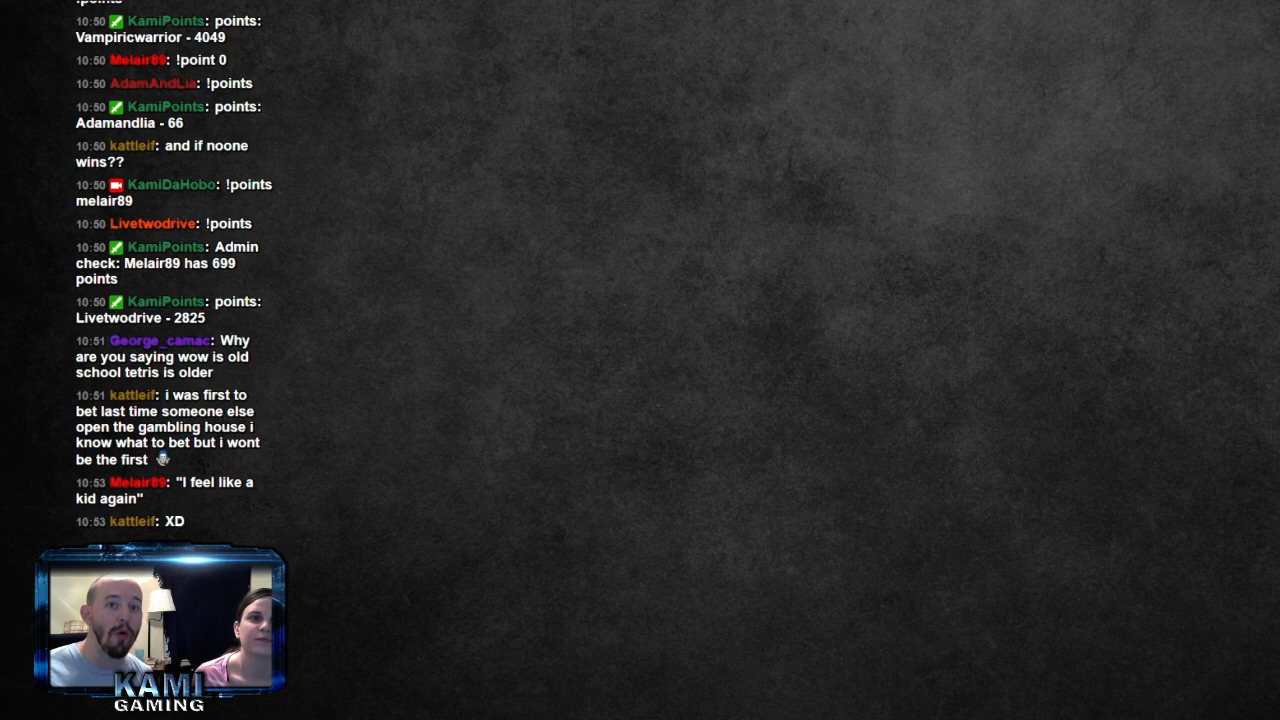 !points
10:50 KamiPoints: points:
Vampiricwarrior - 4049
10:50 Melair89: !point 0
10:50 AdamAndLia: !points
10:50 KamiPoints: points:
Adamandlia - 66
10:50 kattleif: and if noone
wins??
10:50 KamiDaHobo: !points
melair89
10:50 Livetwodrive: !points
10:50 KamiPoints: Admin
check: Melair89 has 699
points
10:50 KamiPoints: points:
Livetwodrive - 2825
10:51 George_camac: Why
are you saying wow is old
school tetris is older
10:51 kattleif: i was first to
bet last time someone else
open the gambling house i
know what to bet but i wont
be the first
10:53 Melair89: "I feel like a
kid again"
10:53 kattleif: XD
KAMI
GAMING